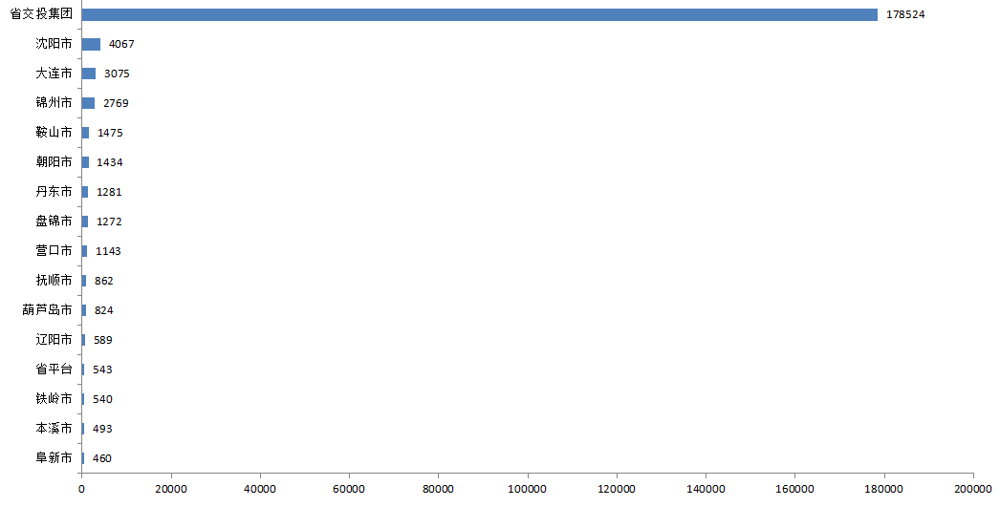 省交投集团 178524
沈阳市 4067
大连市 3075
锦州市 2769
鞍山市 1475
朝阳市 1434
丹东市 1281
盘锦市 1272
营口市 1143
抚顺市 862
葫芦岛市 824
辽阳市 589
省平台 543
铁岭市 540
本溪市 493
阜新市 460
0 20000 40000 60000 80000 100000 120000 140000 160000 180000 200000